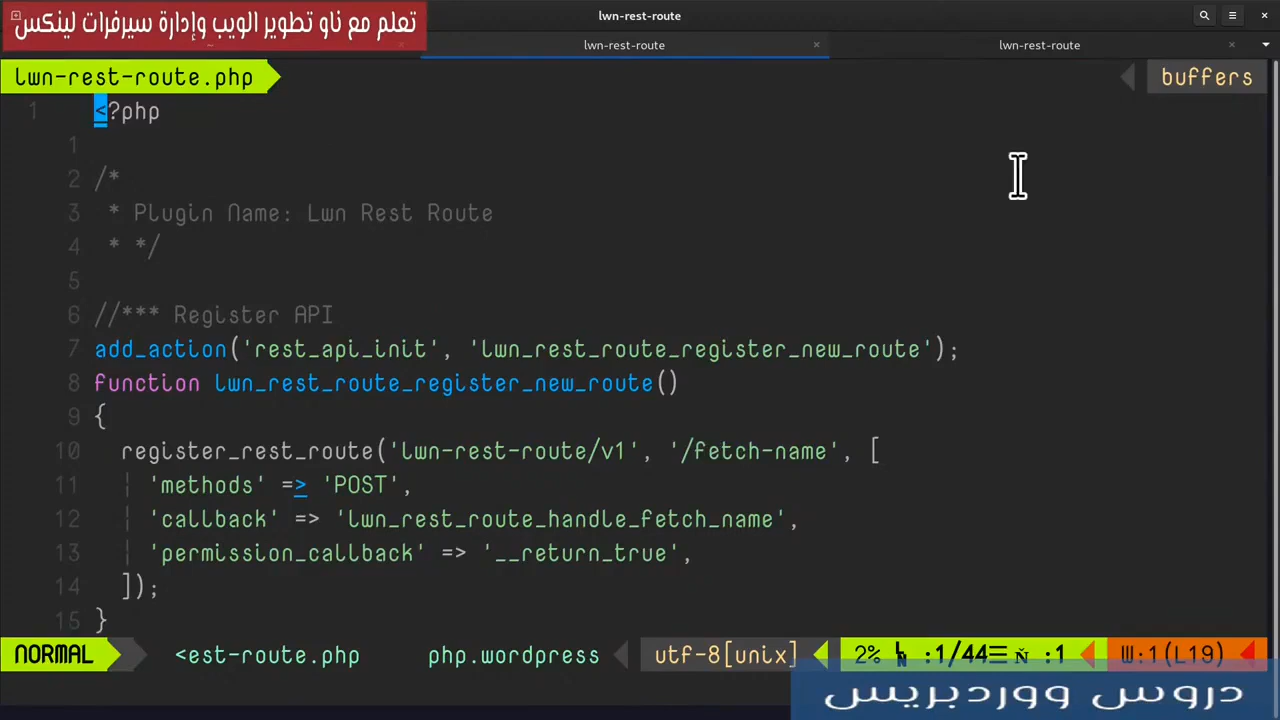 تعلم مع ناو تطوير الويب وإدارة سيرفرات لينكس
lwn-rest-route
lwn-rest-route
lwn-rest-route
lwn-rest-route.php
buffers
1 <?php
1
2 /*
3 * Plugin Name: Lwn Rest Route
4 * */
5
6 //*** Register API
7 add_action('rest_api_init', 'lwn_rest_route_register_new_route');
8 function lwn_rest_route_register_new_route()
9 {
10 register_rest_route('lwn-rest-route/v1', '/fetch-name', [
11 'methods' => 'POST',
12 'callback' => 'lwn_rest_route_handle_fetch_name',
13 'permission_callback' => '__return_true',
14 ]);
15 }
NORMAL <est-route.php php.wordpress utf-8[unix] 2% ㏑ :1/44☰ Ñ :1 W:1(L19)
دروس ووردبريس